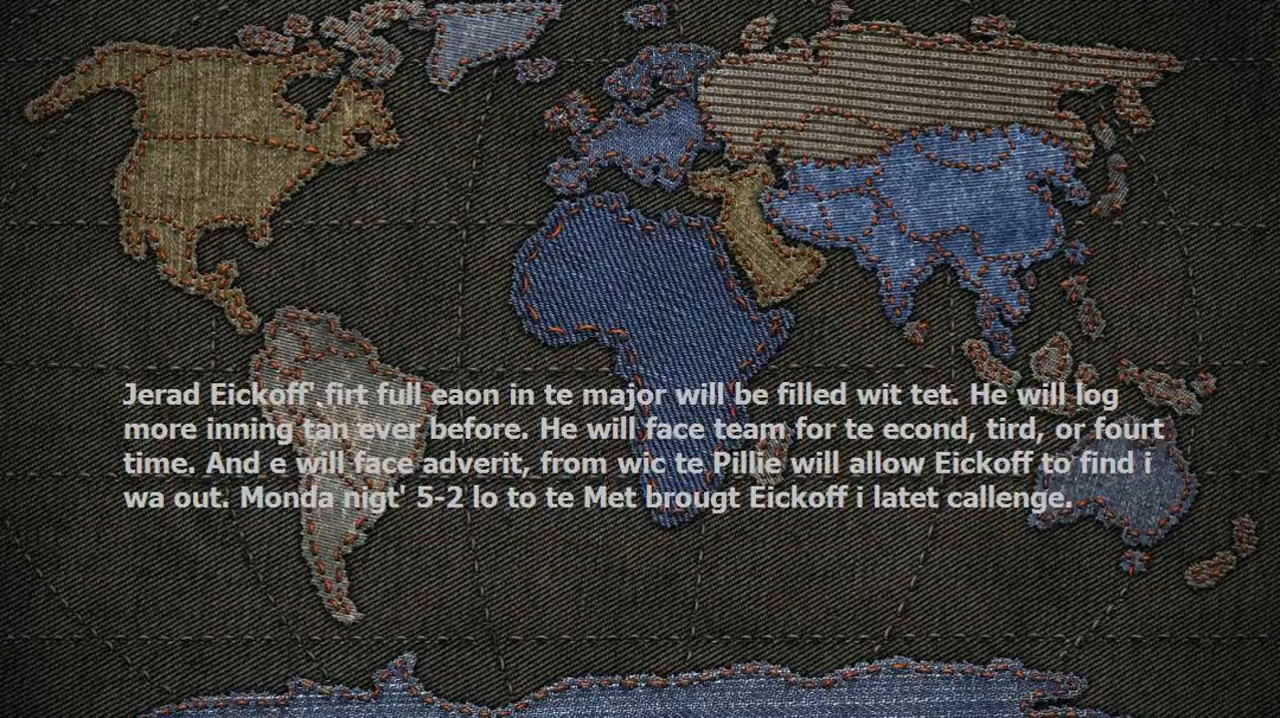 Jerad Eickoff' firt full eaon in te major will be filled wit tet. He will log
more inning tan ever before. He will face team for te econd, tird, or fourt
time. And e will face adverit, from wic te Pillie will allow Eickoff to find i
wa out. Monda nigt' 5-2 lo to te Met brougt Eickoff i latet callenge.